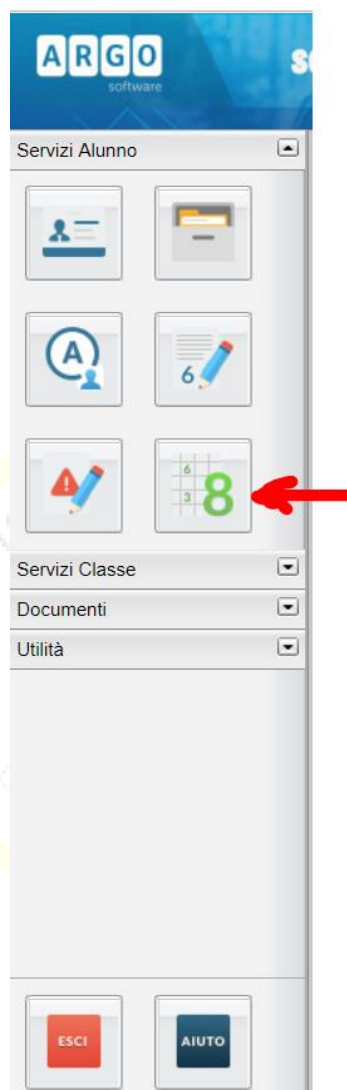 ARGO
software
Servizi Alunno
A
6
6
3
8
Servizi Classe
Documenti
Utilità
ESCI
AIUTO